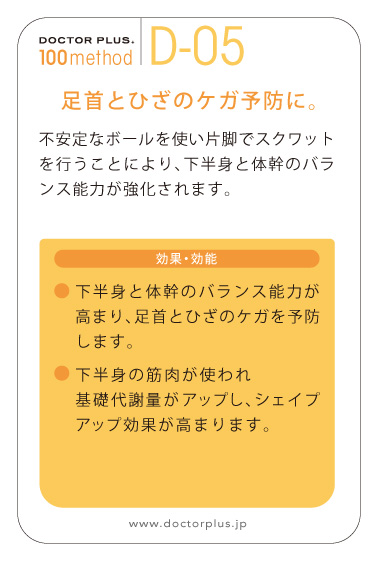 DOCTOR PLUS.
100method
D-05
足首とひざのケガ予防に。
不安定なボールを使い片脚でスクワット
を行うことにより、下半身と体幹のバラ
ンス能力が強化されます。
効果・効能
● 下半身と体幹のバランス能力が
高まり、足首とひざのケガを予防
します。
● 下半身の筋肉が使われ
基礎代謝量がアップし、シェイプ
アップ効果が高まります。
www.doctorplus.jp